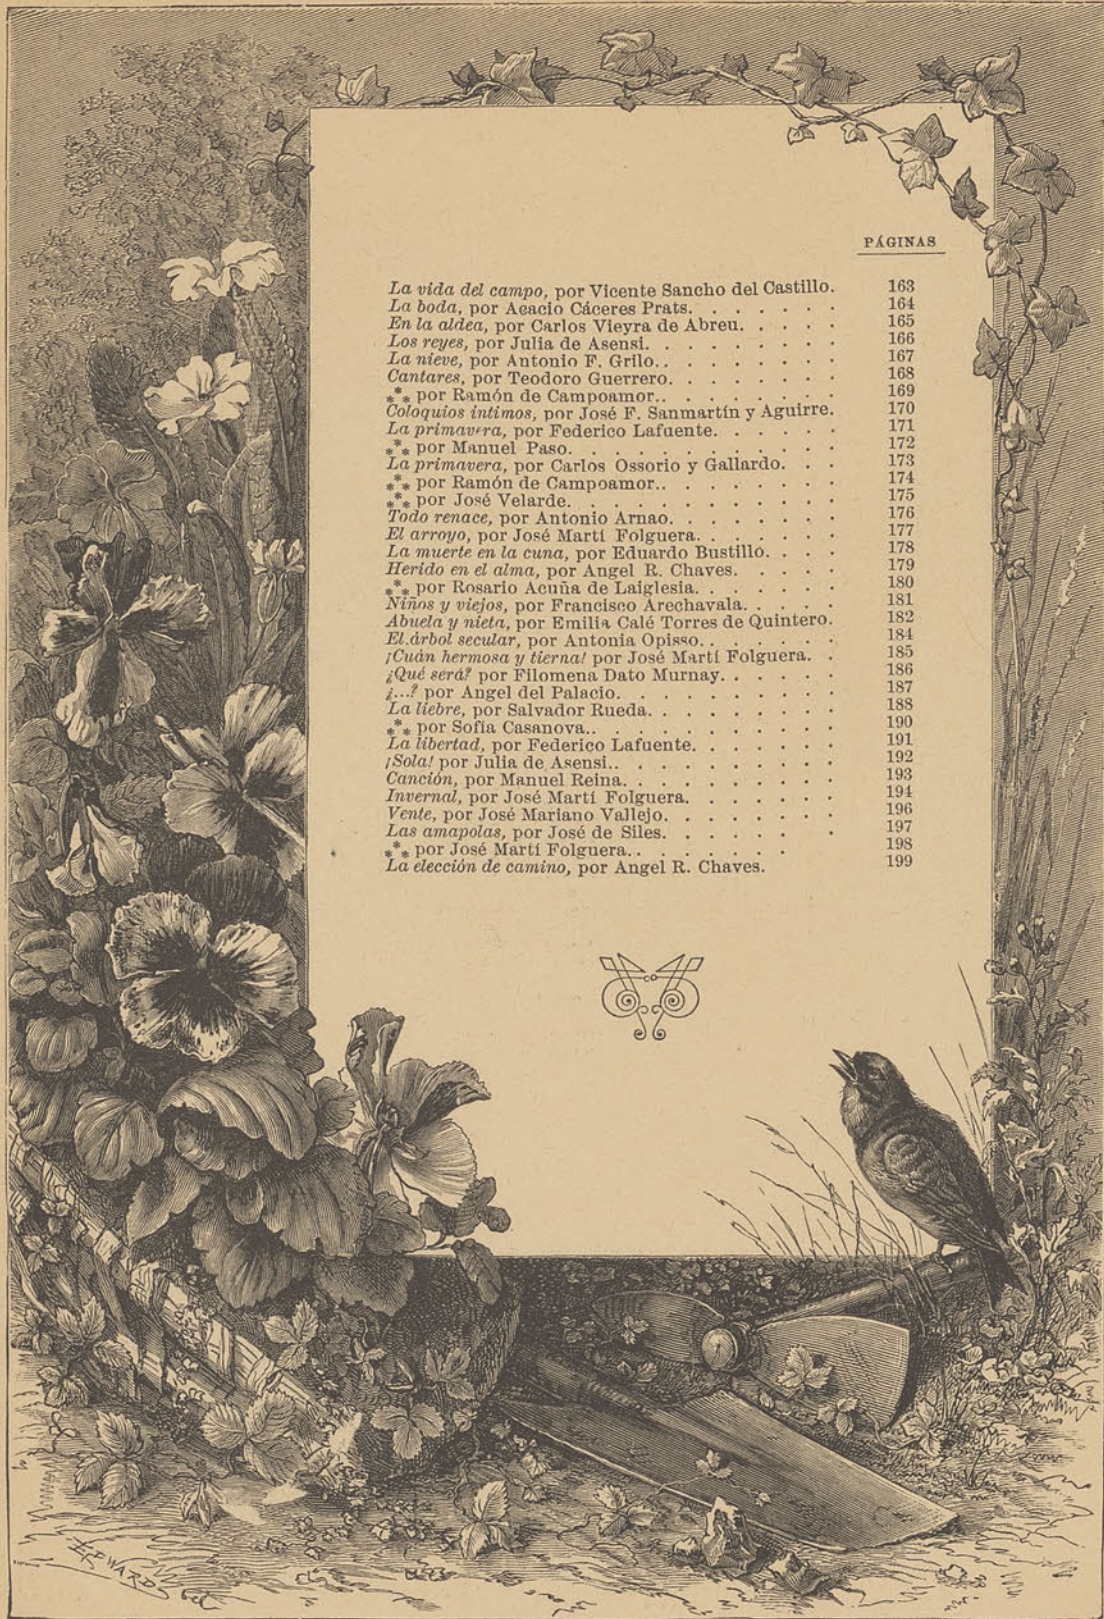 PÁGINAS
La vida del campo, por Vicente Sancho del Castillo. 163
La boda, por Acacio Cáceres Prats. . . . . . . 164
En la aldea, por Carlos Vieyra de Abreu. . . . . 165
Los reyes, por Julia de Asensi. . . . . . . . . 166
La nieve, por Antonio F. Grilo.. . . . . . . . 167
Cantares, por Teodoro Guerrero. . . . . . . . 168
*** por Ramón de Campoamor.. . . . . . . . 169
Coloquios íntimos, por José F. Sanmartín y Aguirre. 170
La primavera, por Federico Lafuente. . . . . . 171
*** por Manuel Paso. . . . . . . . . . . . 172
La primavera, por Carlos Ossorio y Gallardo. . . 173
*** por Ramón de Campoamor.. . . . . . . . 174
*** por José Velarde. . . . . . . . . . . . 175
Todo renace, por Antonio Arnao. . . . . . . . 176
El arroyo, por José Martí Folguera. . . . . . . 177
La muerte en la cuna, por Eduardo Bustillo. . . . 178
Herido en el alma, por Angel R. Chaves. . . . . 179
*** por Rosario Acuña de Laiglesia. . . . . . . 180
Niños y viejos, por Francisco Arechavala. . . . . 181
Abuela y nieta, por Emilia Calé Torres de Quintero. 182
El árbol secular, por Antonia Opisso. . . . . . . 184
¡Cuán hermosa y tierna! por José Martí Folguera. . 185
¿Qué será? por Filomena Dato Murnay. . . . . . 186
¿...? por Angel del Palacio. . . . . . . . . . 187
La liebre, por Salvador Rueda. . . . . . . . . 188
*** por Sofía Casanova.. . . . . . . . . . . 190
La libertad, por Federico Lafuente. . . . . . . 191
¡Sola! por Julia de Asensi.. . . . . . . . . . 192
Canción, por Manuel Reina. . . . . . . . . . 193
Invernal, por José Martí Folguera. . . . . . . 194
Vente, por José Mariano Vallejo. . . . . . . . 196
Las amapolas, por José de Siles. . . . . . . . 197
*** por José Martí Folguera.. . . . . . . . 198
La elección de camino, por Angel R. Chaves. 199